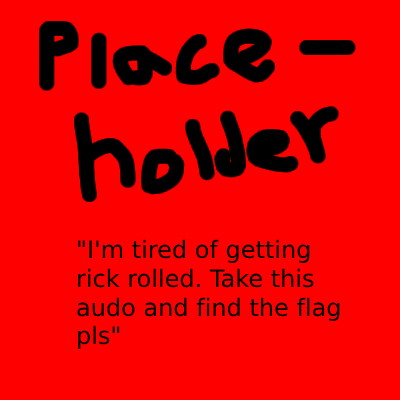 Place-
holder
"I'm tired of getting
rick rolled. Take this
audo and find the flag
pls"